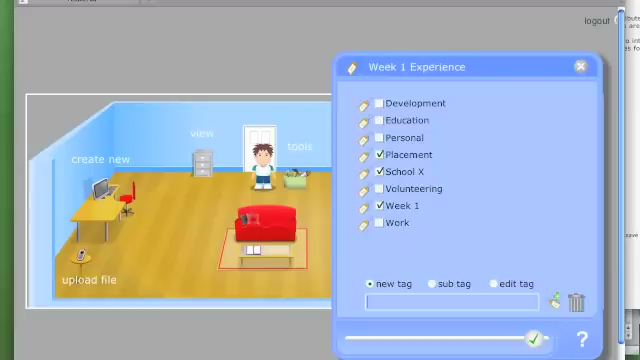 logout
Week 1 Experience
Development
Education
Personal
Placement
School X
Volunteering
Week 1
Work
new tag
sub tag
edit tag
?
view
tools
create new
upload file
save